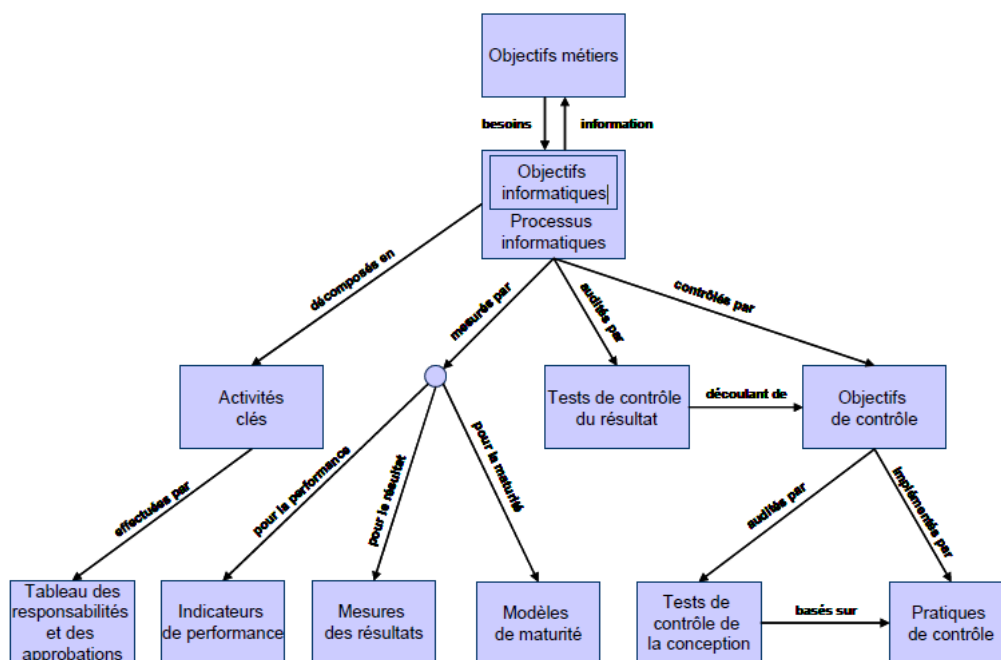 Objectifs métiers
besoins
information
Objectifs
informatiques
Processus
informatiques
décomposés en
mesurés par
audités par
contrôlés par
Activités
clés
Tests de contrôle
du résultat
découlant de
Objectifs
de contrôle
effectuées par
pour la performance
pour le résultat
pour la maturité
audités par
implémentés par
Tableau des
responsabilités
et des
approbations
Indicateurs
de performance
Mesures
des résultats
Modèles
de maturité
Tests de
contrôle de
la conception
basés sur
Pratiques
de contrôle